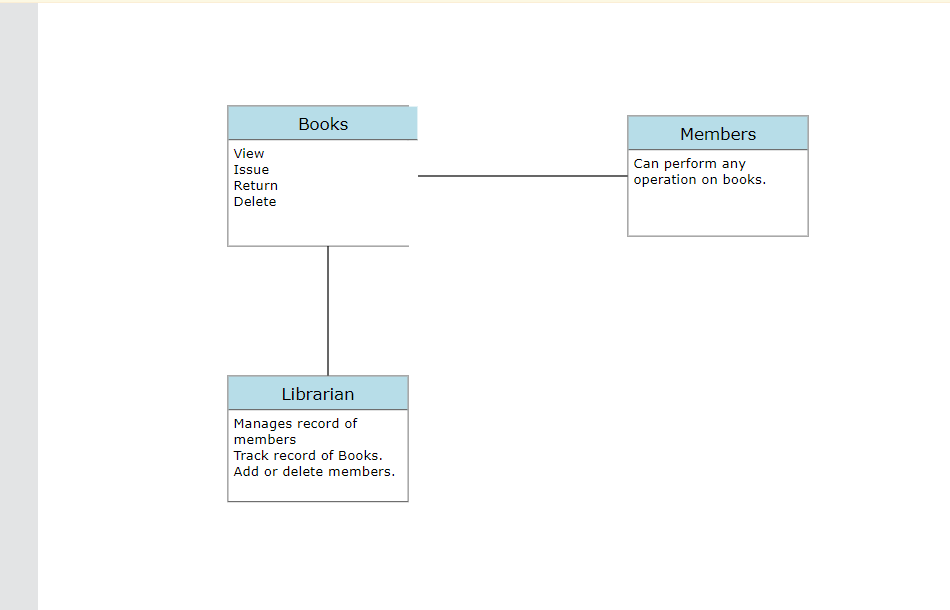 Books
View
Issue
Return
Delete
Members
Can perform any
operation on books.
Librarian
Manages record of
members
Track record of Books.
Add or delete members.